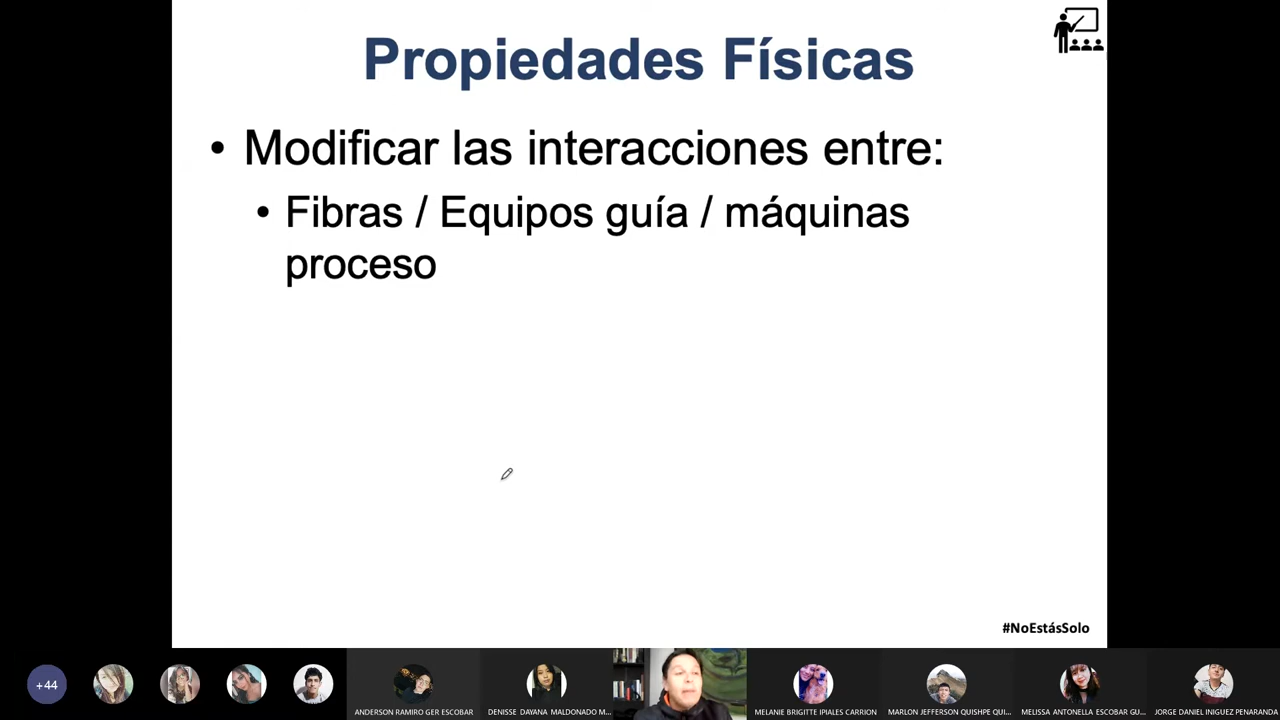 Propiedades Físicas
• Modificar las interacciones entre:
• Fibras / Equipos guía / máquinas
proceso
#NoEstásSolo
+44
ANDERSON RAMIRO GER ESCOBAR
DENISSE DAYANA MALDONADO M...
MELANIE BRIGITTE IPIALES CARRION
MARLON JEFFERSON QUISHPE QUI...
MELISSA ANTONELLA ESCOBAR GU...
JORGE DANIEL INIGUEZ PENARANDA